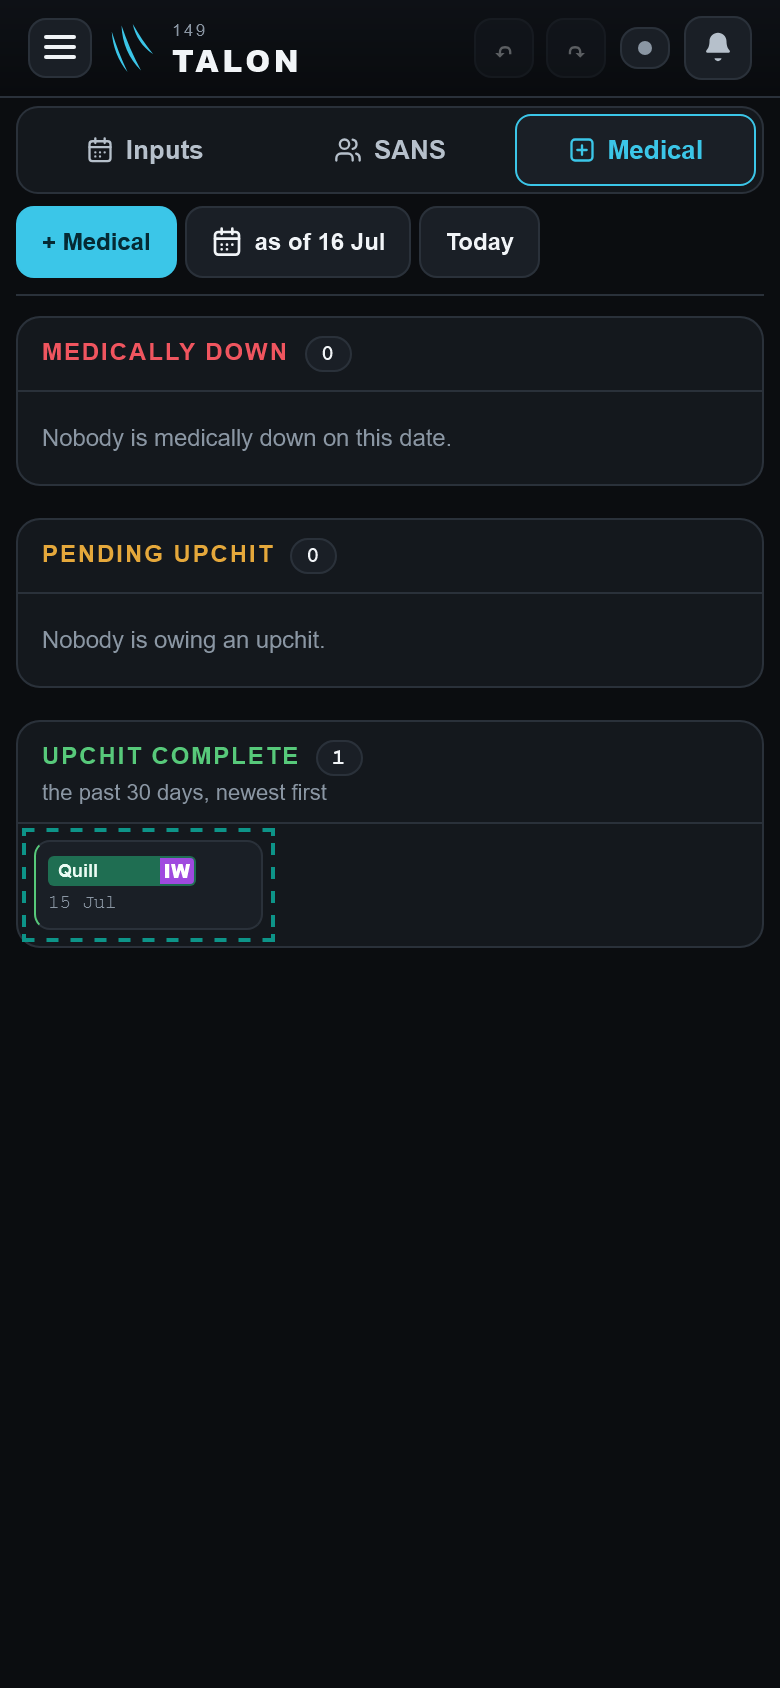 149
TALON
Inputs
SANS
Medical
+ Medical
as of 16 Jul
Today
MEDICALLY DOWN 0
Nobody is medically down on this date.
PENDING UPCHIT 0
Nobody is owing an upchit.
UPCHIT COMPLETE 1
the past 30 days, newest first
Quill IW
15 Jul